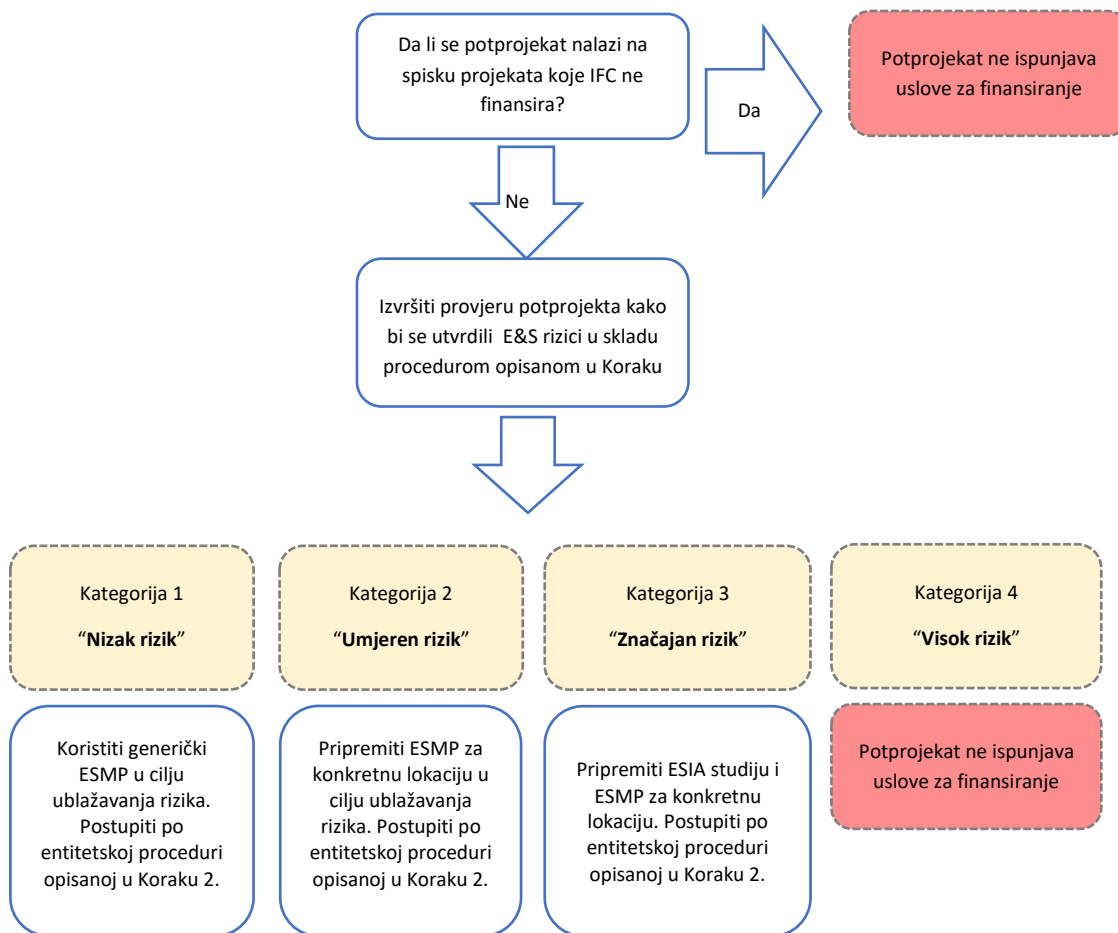 Da li se potprojekat nalazi na
spisku projekata koje IFC ne
finansira?
Da
Potprojekat ne ispunjava
uslove za finansiranje
Ne
Izvršiti provjeru potprojekta kako
bi se utvrdili E&S rizici u skladu
procedurom opisanom u Koraku
Kategorija 1
“Nizak rizik”
Kategorija 2
“Umjeren rizik”
Kategorija 3
“Značajan rizik”
Kategorija 4
“Visok rizik”
Koristiti generički
ESMP u cilju
ublažavanja rizika.
Postupiti po
entitetskoj proceduri
opisanoj u Koraku 2.
Pripremiti ESMP za
konkretnu lokaciju u
cilju ublažavanja
rizika. Postupiti po
entitetskoj proceduri
opisanoj u Koraku 2.
Pripremiti ESIA studiju i
ESMP za konkretnu
lokaciju. Postupiti po
entitetskoj proceduri
opisanoj u Koraku 2.
Potprojekat ne ispunjava
uslove za finansiranje